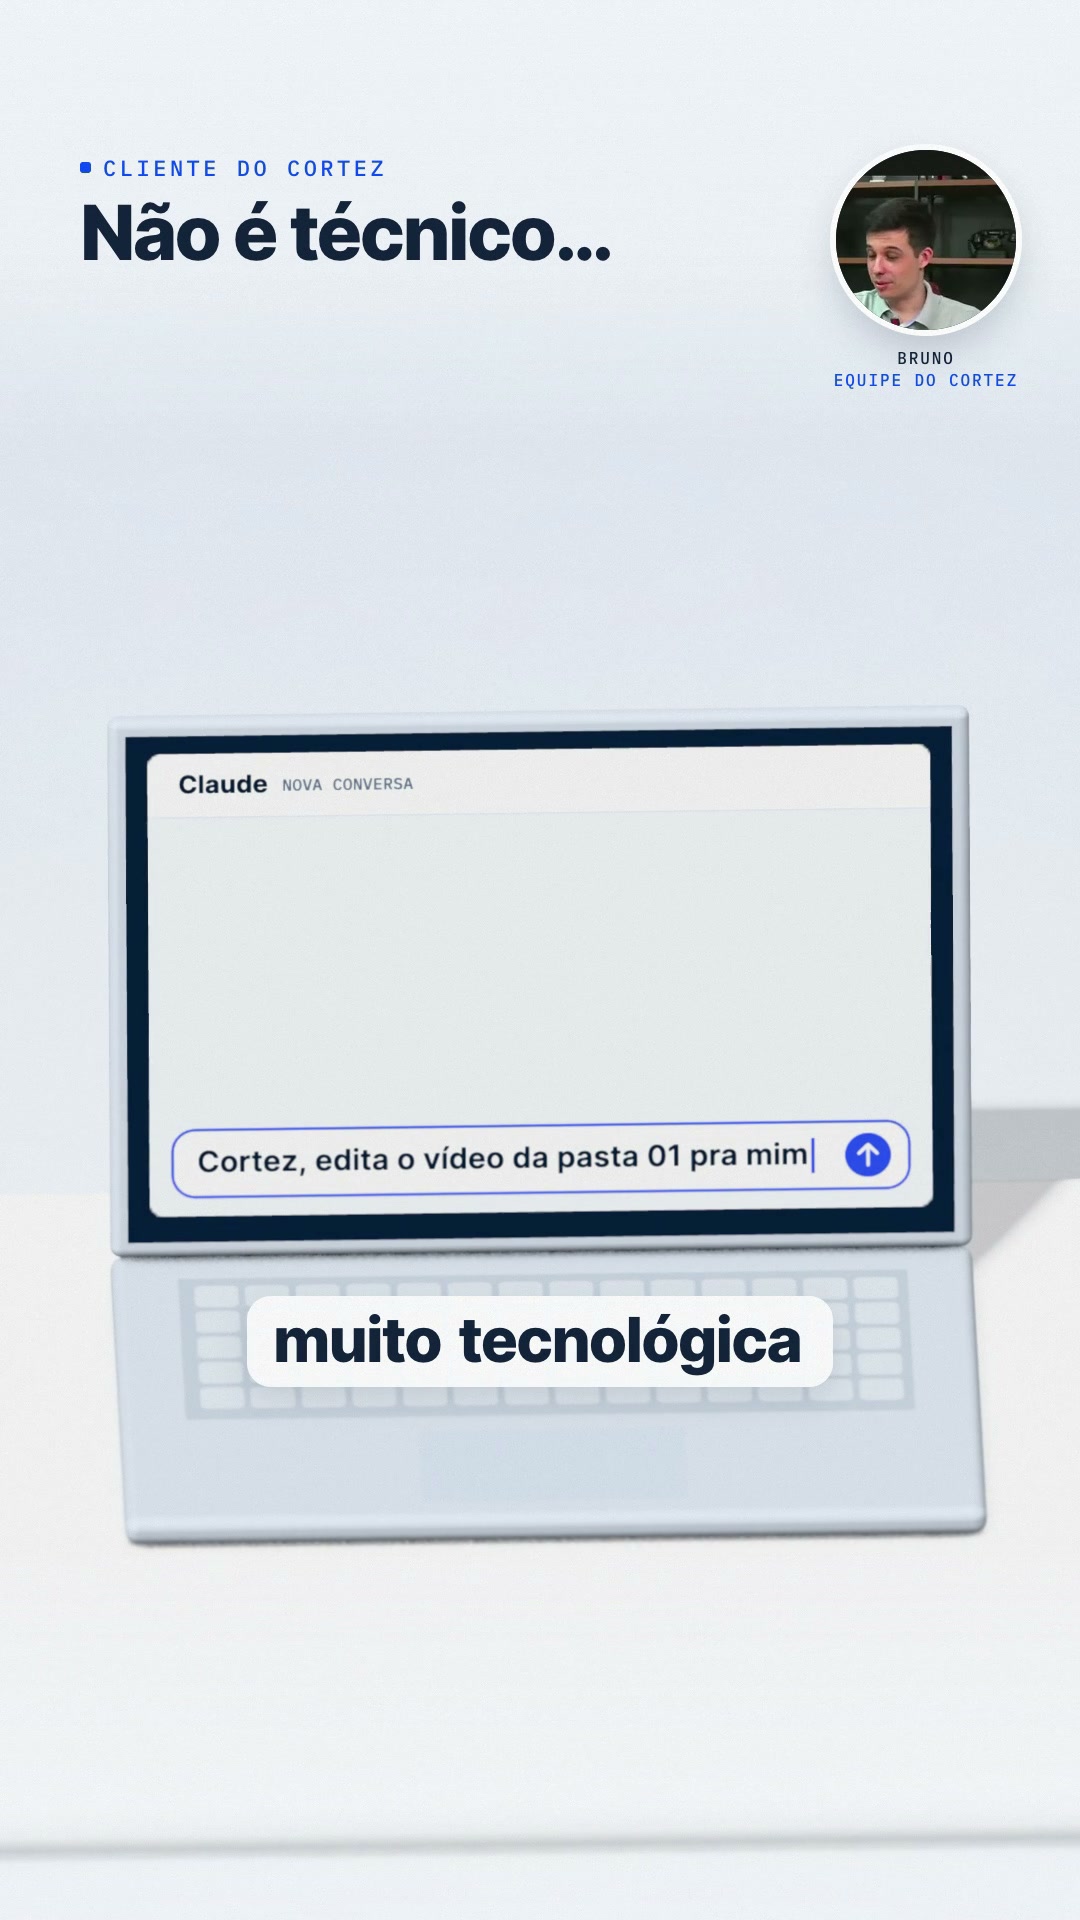 CLIENTE DO CORTEZ
Não é técnico...
BRUNO
EQUIPE DO CORTEZ
Claude NOVA CONVERSA
Cortez, edita o vídeo da pasta 01 pra mim
muito tecnológica